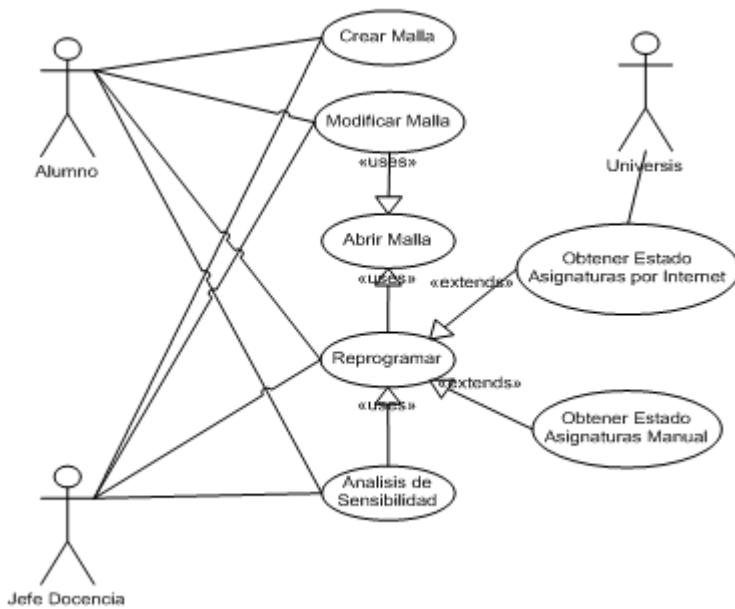 Crear Malla
Alumno
Modificar Malla
«uses»
Universis
Abrir Malla
«uses»
Obtener Estado
Asignaturas por Internet
«extends»
Reprogramar
«extends»
«uses»
Obtener Estado
Asignaturas Manual
Analisis de
Sensibilidad
Jefe Docencia